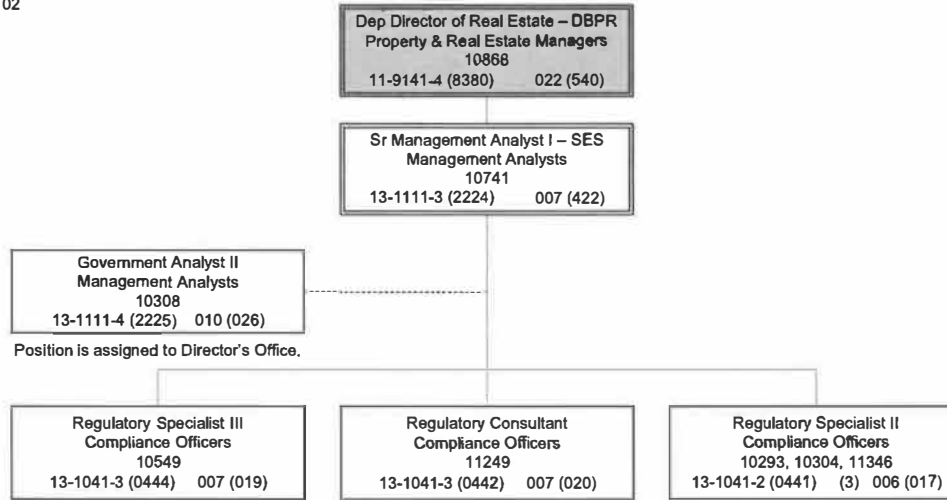 02
Dep Director of Real Estate – DBPR
Property & Real Estate Managers
10868
11-9141-4 (8380) 022 (540)
Sr Management Analyst I – SES
Management Analysts
10741
13-1111-3 (2224) 007 (422)
Government Analyst II
Management Analysts
10308
13-1111-4 (2225) 010 (026)
Position is assigned to Director's Office.
Regulatory Specialist III
Compliance Officers
10549
13-1041-3 (0444) 007 (019)
Regulatory Consultant
Compliance Officers
11249
13-1041-3 (0442) 007 (020)
Regulatory Specialist II
Compliance Officers
10293, 10304, 11346
13-1041-2 (0441) (3) 006 (017)